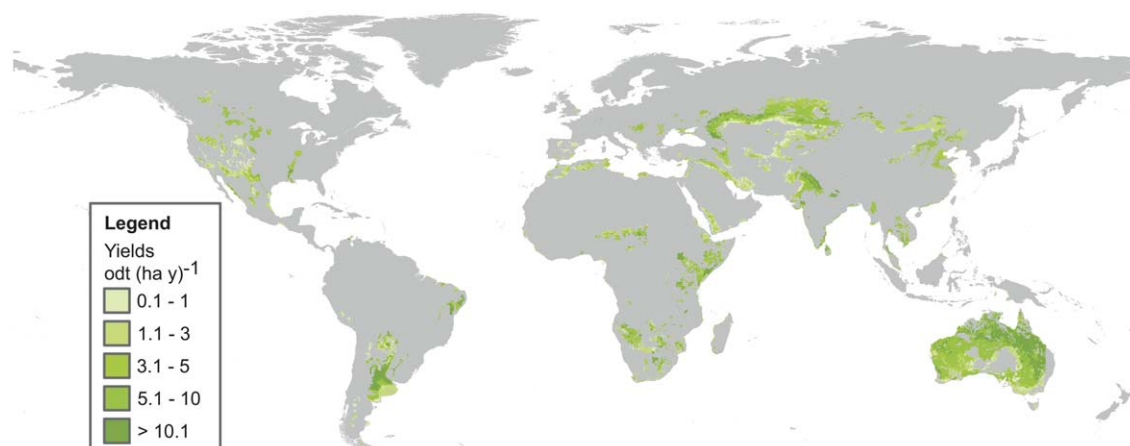 Legend
Yields
odt (ha y)-1
0.1 - 1
1.1 - 3
3.1 - 5
5.1 - 10
> 10.1